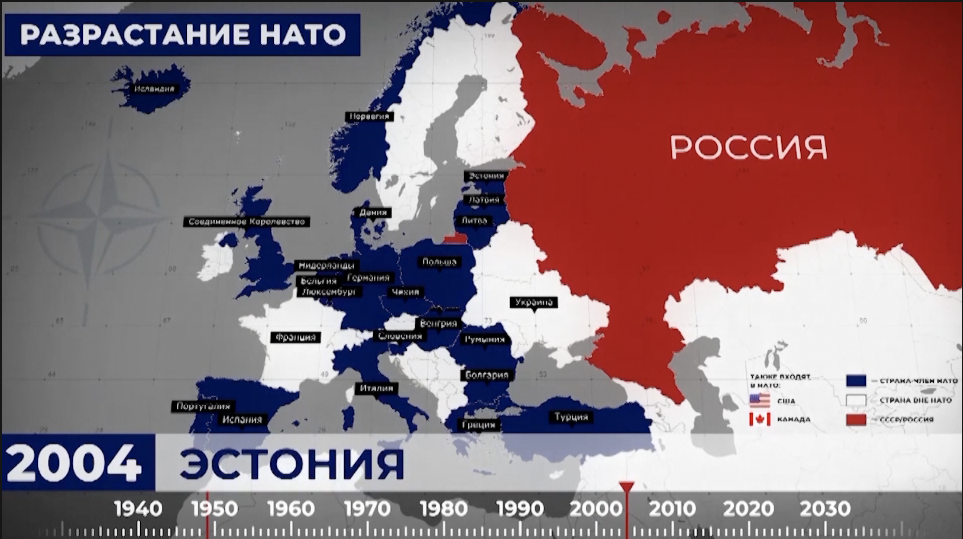 РАЗРАСТАНИЕ НАТО
Исландия
Норвегия
РОССИЯ
Эстония
Латвия
Литва
Дания
Соединенное Королевство
Нидерланды
Польша
Бельгия
Германия
Люксембург
Чехия
Украина
Венгрия
Франция
Словения
Румыния
Болгария
Италия
Португалия
Испания
Греция
Турция
ТАКЖЕ ВХОДЯТ
В НАТО:
США
КАНАДА
— СТРАНА-ЧЛЕН НАТО
— СТРАНА ВНЕ НАТО
— СССР/РОССИЯ
2004 ЭСТОНИЯ
1940 1950 1960 1970 1980 1990 2000 2010 2020 2030